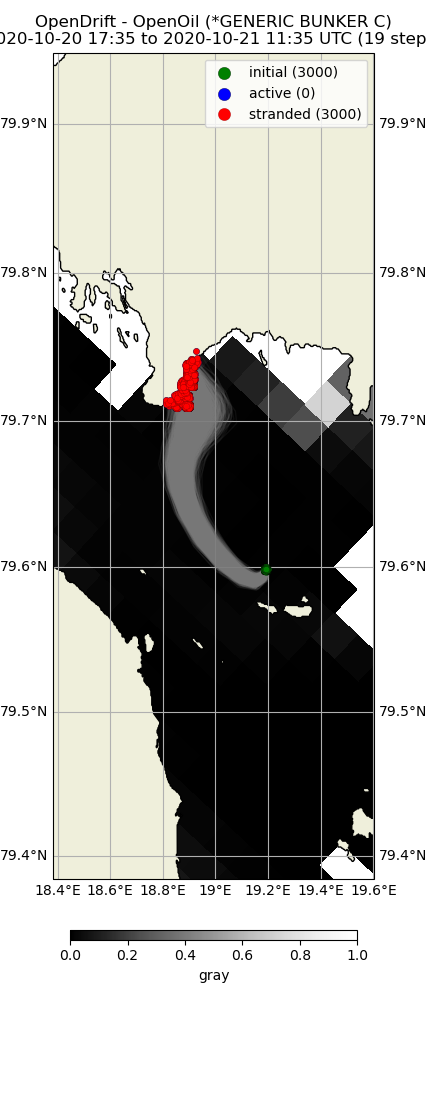 OpenDrift - OpenOil (*GENERIC BUNKER C)
020-10-20 17:35 to 2020-10-21 11:35 UTC (19 step
initial (3000)
active (0)
stranded (3000)
79.9°N 79.9°N
79.8°N 79.8°N
79.7°N 79.7°N
79.6°N 79.6°N
79.5°N 79.5°N
79.4°N 79.4°N
18.4°E 18.6°E 18.8°E 19°E 19.2°E 19.4°E 19.6°E
0.0 0.2 0.4 0.6 0.8 1.0
gray